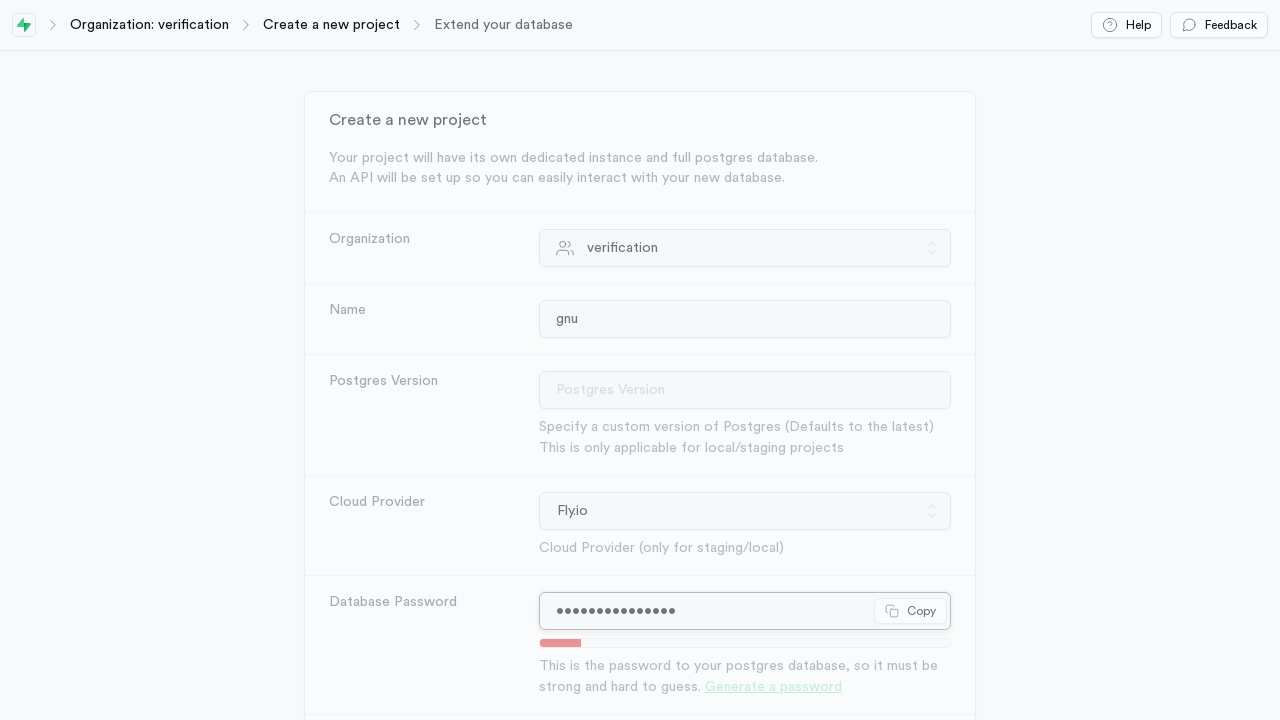 Organization: verification
Create a new project
Extend your database
Help
Feedback
Create a new project
Your project will have its own dedicated instance and full postgres database.
An API will be set up so you can easily interact with your new database.
Organization
verification
Name
gnu
Postgres Version
Postgres Version
Specify a custom version of Postgres (Defaults to the latest)
This is only applicable for local/staging projects
Cloud Provider
Fly.io
Cloud Provider (only for staging/local)
Database Password
•••••••••••••••
Copy
This is the password to your postgres database, so it must be
strong and hard to guess. Generate a password